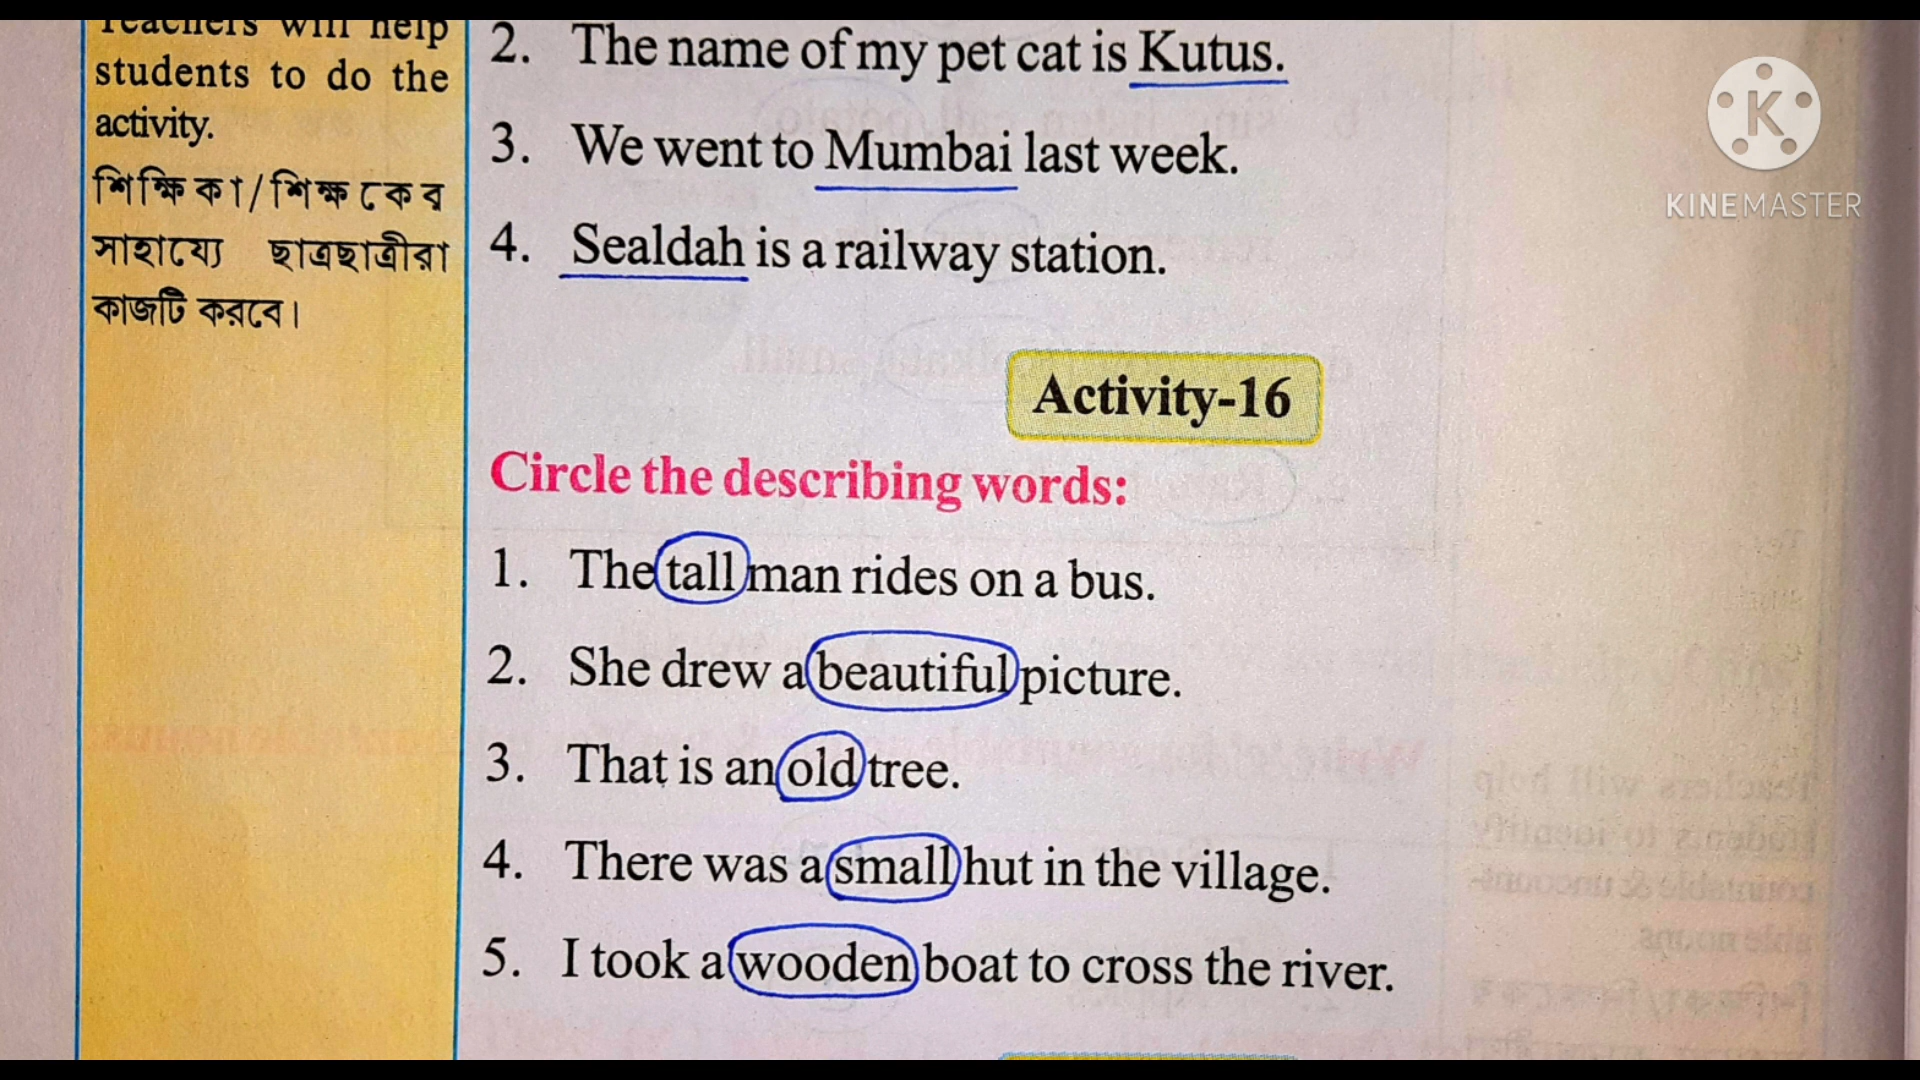 Teachers will help
students to do the
activity.
শিক্ষিকা/শিক্ষকের
সাহায্যে ছাত্রছাত্রীরা
কাজটি করবে।
2. The name of my pet cat is Kutus.
3. We went to Mumbai last week.
4. Sealdah is a railway station.
Activity-16
Circle the describing words:
1. The tall man rides on a bus.
2. She drew a beautiful picture.
3. That is an old tree.
4. There was a small hut in the village.
5. I took a wooden boat to cross the river.
K
KINEMASTER